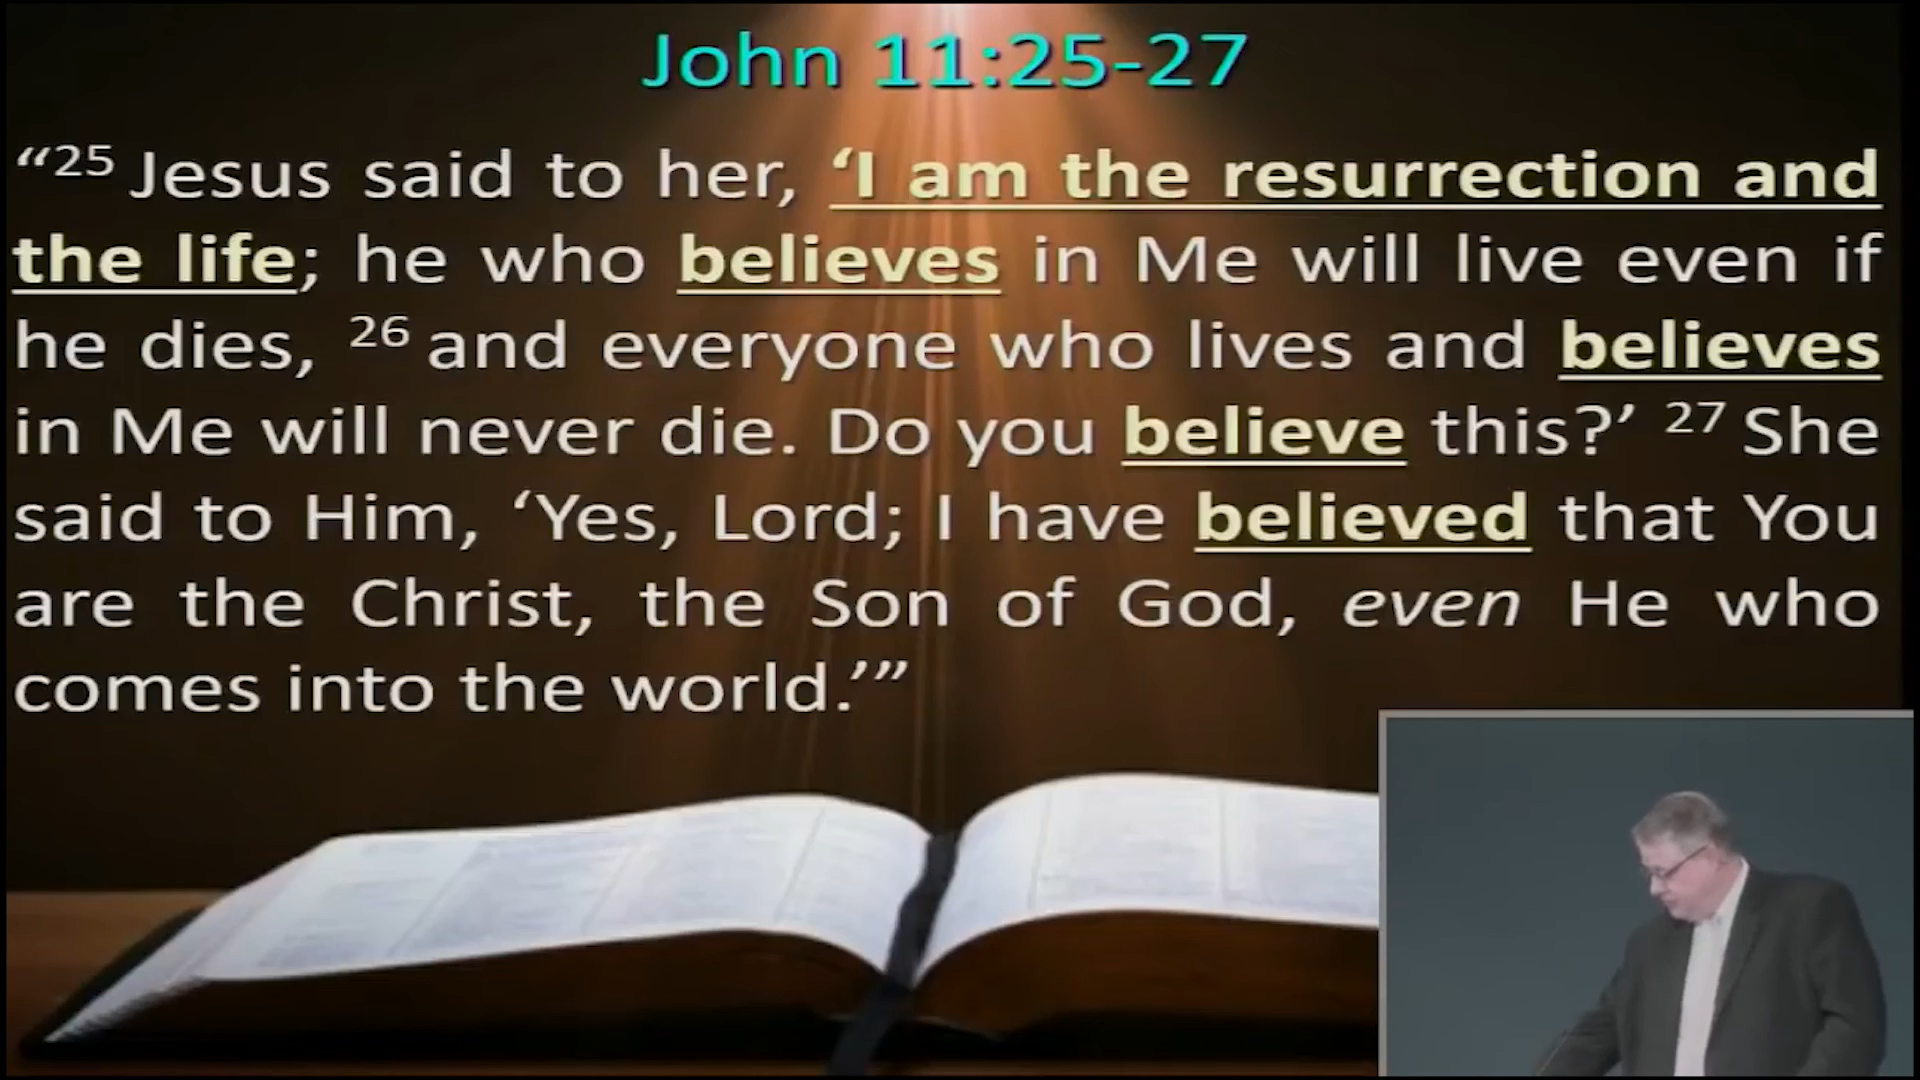 John 11:25-27
“25 Jesus said to her, ‘I am the resurrection and
the life; he who believes in Me will live even if
he dies, 26 and everyone who lives and believes
in Me will never die. Do you believe this?’ 27 She
said to Him, ‘Yes, Lord; I have believed that You
are the Christ, the Son of God, even He who
comes into the world.’”